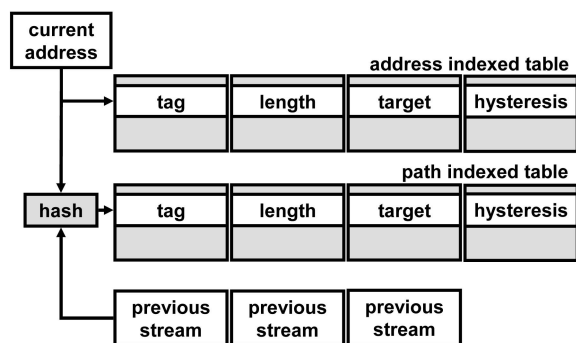 current
address
address indexed table
tag length target hysteresis
path indexed table
hash tag length target hysteresis
previous previous previous
stream stream stream